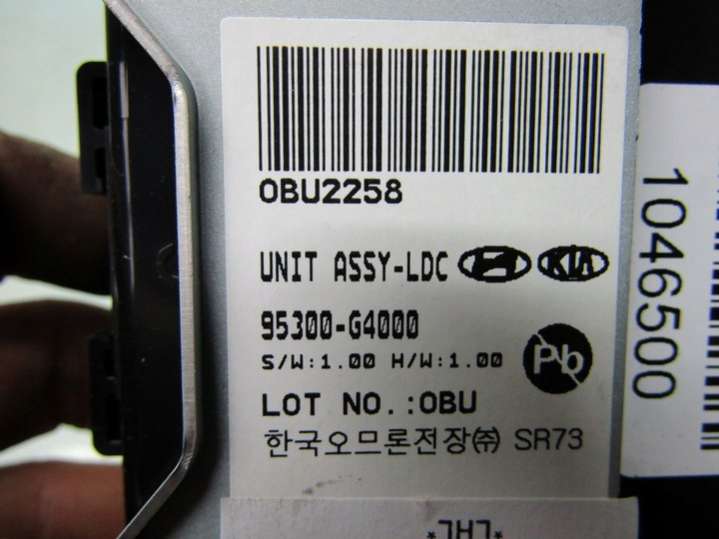 OBU2258
UNIT ASSY-LDC KIA
95300-G4000
S/W:1.00 H/W:1.00
Pb
LOT NO.:OBU
한국오므론전장㈜ SR73
1046500